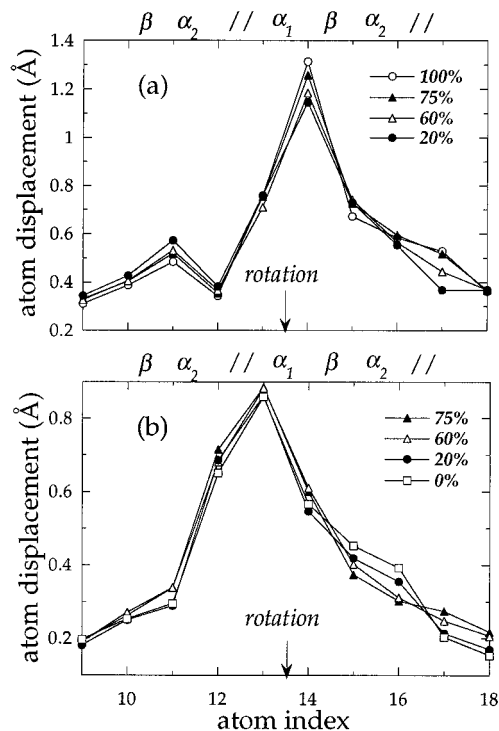 β α₂ // α₁ β α₂ //
1.4
(a)
100%
75%
60%
20%
1.2
1
0.8
0.6
0.4
0.2
atom displacement (Å)
rotation
β α₂ // α₁ β α₂ //
(b)
75%
60%
20%
0%
0.8
0.6
0.4
0.2
atom displacement (Å)
rotation
10 12 14 16 18
atom index